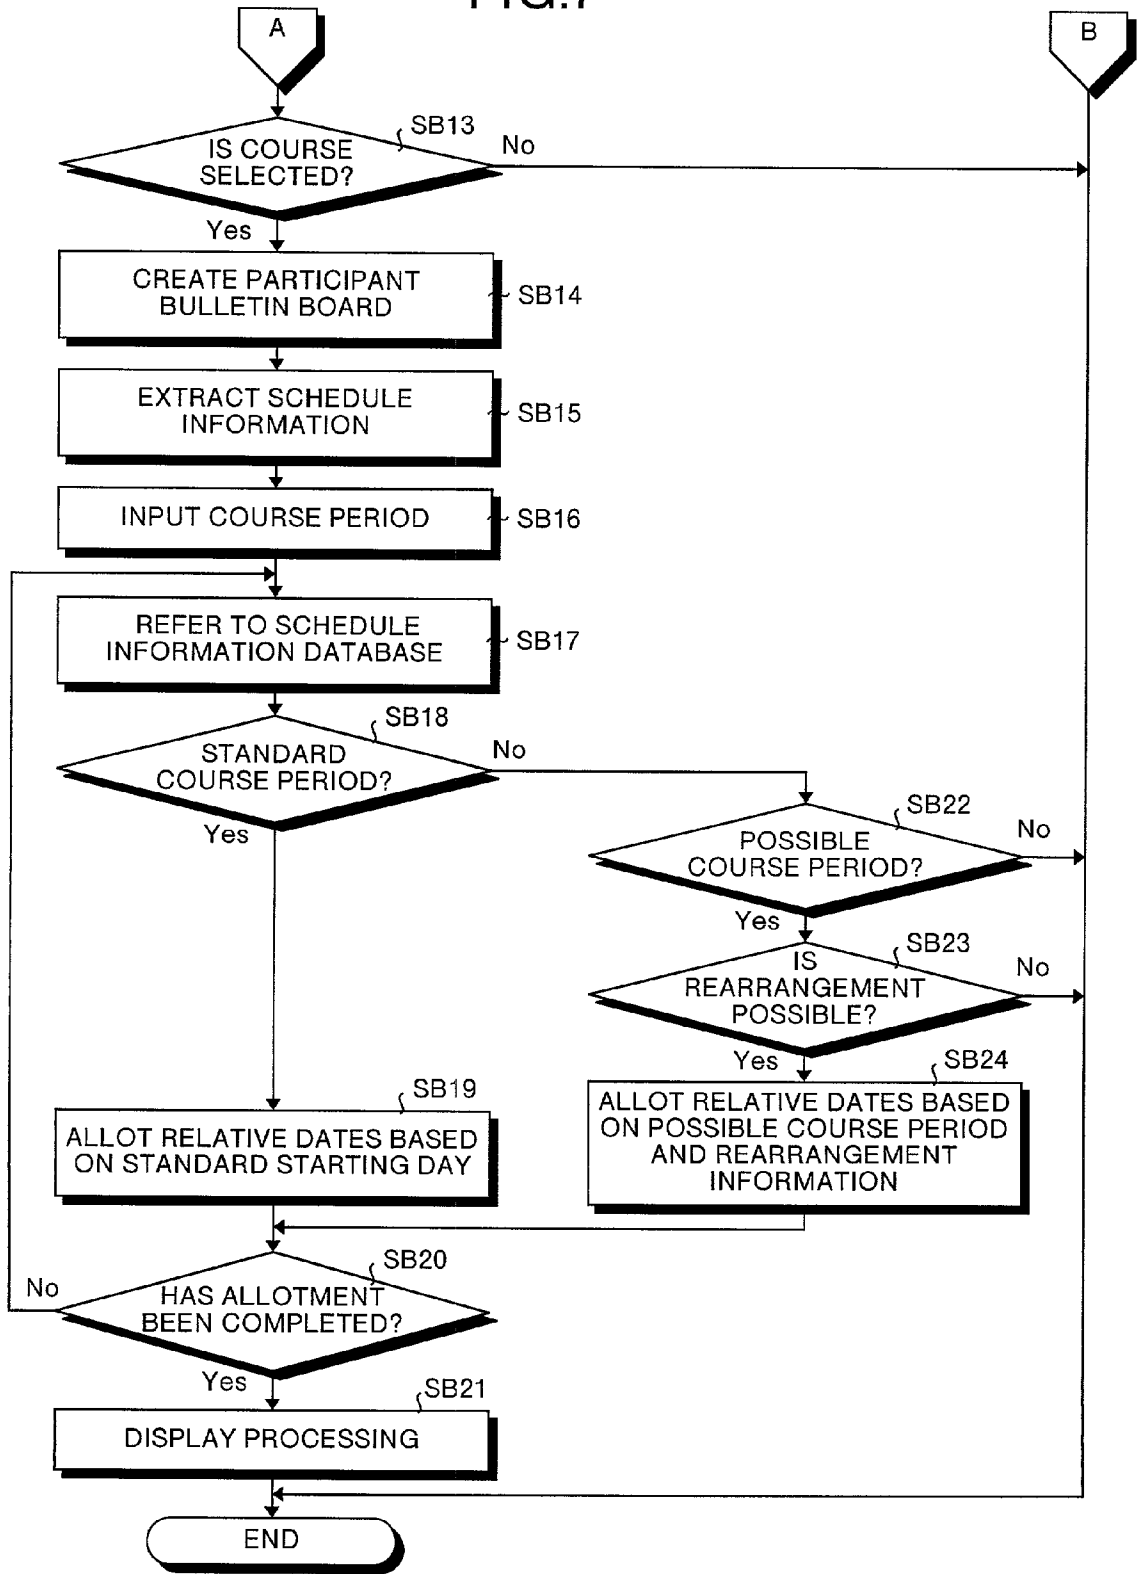 FIG.7
A
B
SB13
IS COURSE
SELECTED?
No
Yes
CREATE PARTICIPANT
BULLETIN BOARD
SB14
EXTRACT SCHEDULE
INFORMATION
SB15
INPUT COURSE PERIOD
SB16
REFER TO SCHEDULE
INFORMATION DATABASE
SB17
SB18
STANDARD
COURSE PERIOD?
No
Yes
SB22
POSSIBLE
COURSE PERIOD?
No
Yes
SB23
IS
REARRANGEMENT
POSSIBLE?
No
Yes
SB24
ALLOT RELATIVE DATES BASED
ON POSSIBLE COURSE PERIOD
AND REARRANGEMENT
INFORMATION
SB19
ALLOT RELATIVE DATES BASED
ON STANDARD STARTING DAY
SB20
HAS ALLOTMENT
BEEN COMPLETED?
No
Yes
SB21
DISPLAY PROCESSING
END